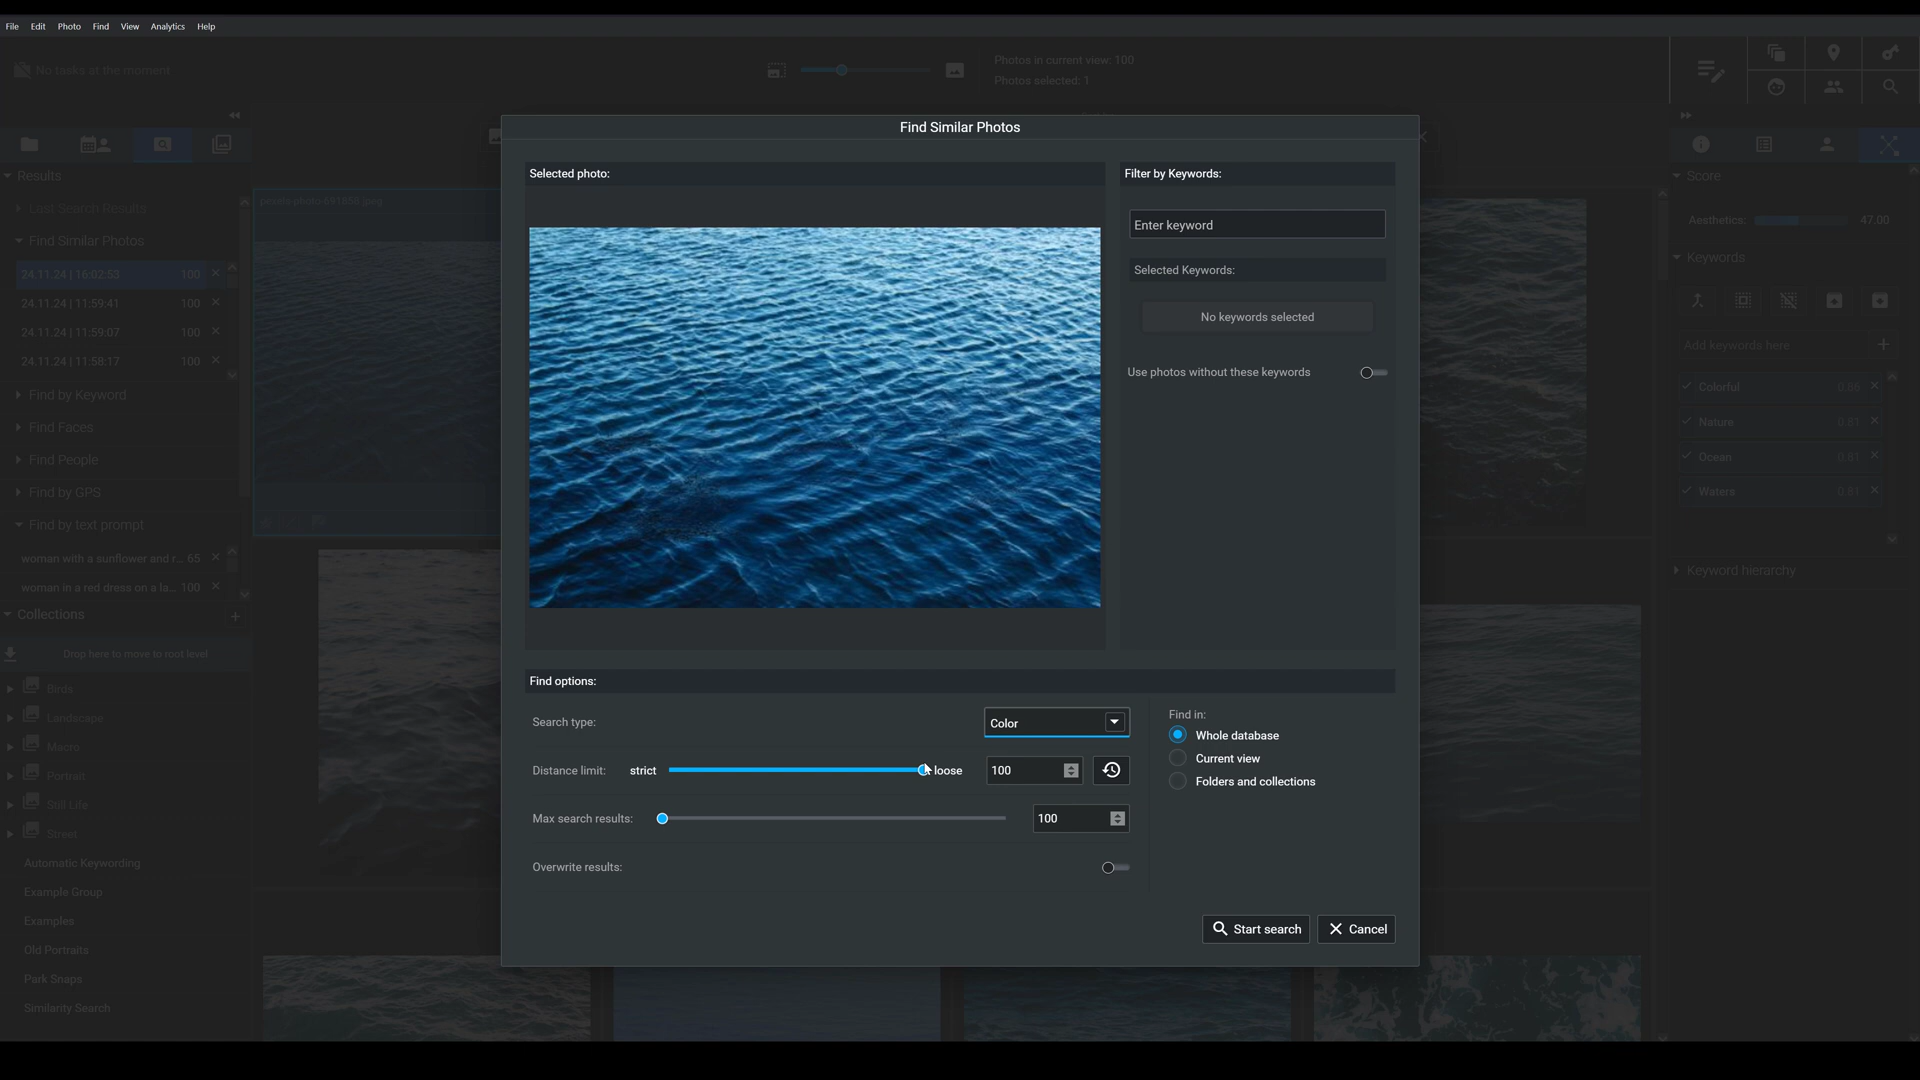 File Edit Photo Find View Analytics Help
No tasks at the moment
Photos in current view: 100
Photos selected: 1
Find Similar Photos
Results
Last Search Results
Find Similar Photos
24.11.24 | 16:02:53 100
24.11.24 | 11:59:41 100
24.11.24 | 11:59:07 100
24.11.24 | 11:58:17 100
Find by Keyword
Find Faces
Find People
Find by GPS
Find by text prompt
woman with a sunflower and r... 65
woman in a red dress on a la... 100
Collections
Drop here to move to root level
Birds
Landscape
Macro
Portrait
Still Life
Street
Automatic Keywording
Example Group
Examples
Old Portraits
Park Snaps
Similarity Search
Selected photo:
Filter by Keywords:
Enter keyword
Selected Keywords:
No keywords selected
Use photos without these keywords
Find options:
Search type: Color
Distance limit: strict loose 100
Max search results: 100
Overwrite results:
Find in:
Whole database
Current view
Folders and collections
Start search Cancel
Score
Aesthetics: 47.00
Keywords
Add keywords here
Colorful
Nature
Ocean 0.81
Waters 0.81
Keyword hierarchy